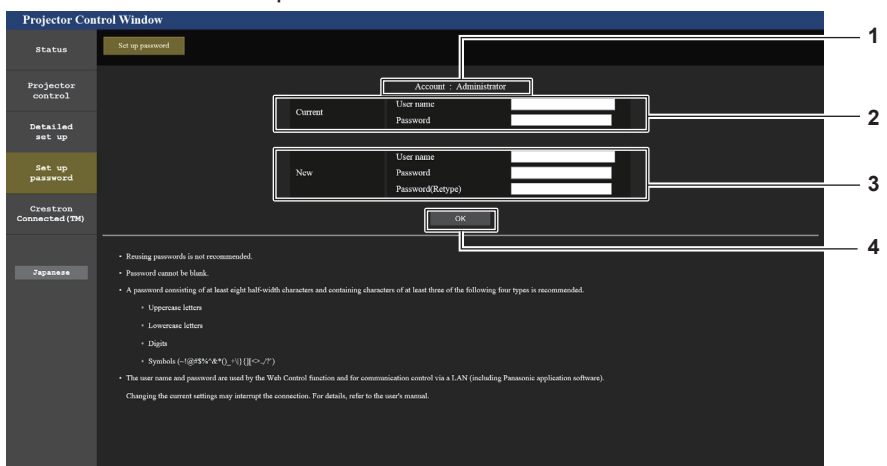 Projector Control Window
Status
Set up password
1
Projector
control
Account : Administrator
Current
User name
Password
2
Detailed
set up
Set up
password
New
User name
Password
Password(Retype)
3
Crestron
Connected(TM)
OK
4
Japanese
• Reusing passwords is not recommended.
• Password cannot be blank.
• A password consisting of at least eight half-width characters and containing characters of at least three of the following four types is recommended.
• Uppercase letters
• Lowercase letters
• Digits
• Symbols
• The user name and password are used by the Web Control function and for communication control via a LAN (including Panasonic application software).
Changing the current settings may interrupt the connection. For details, refer to the user's manual.